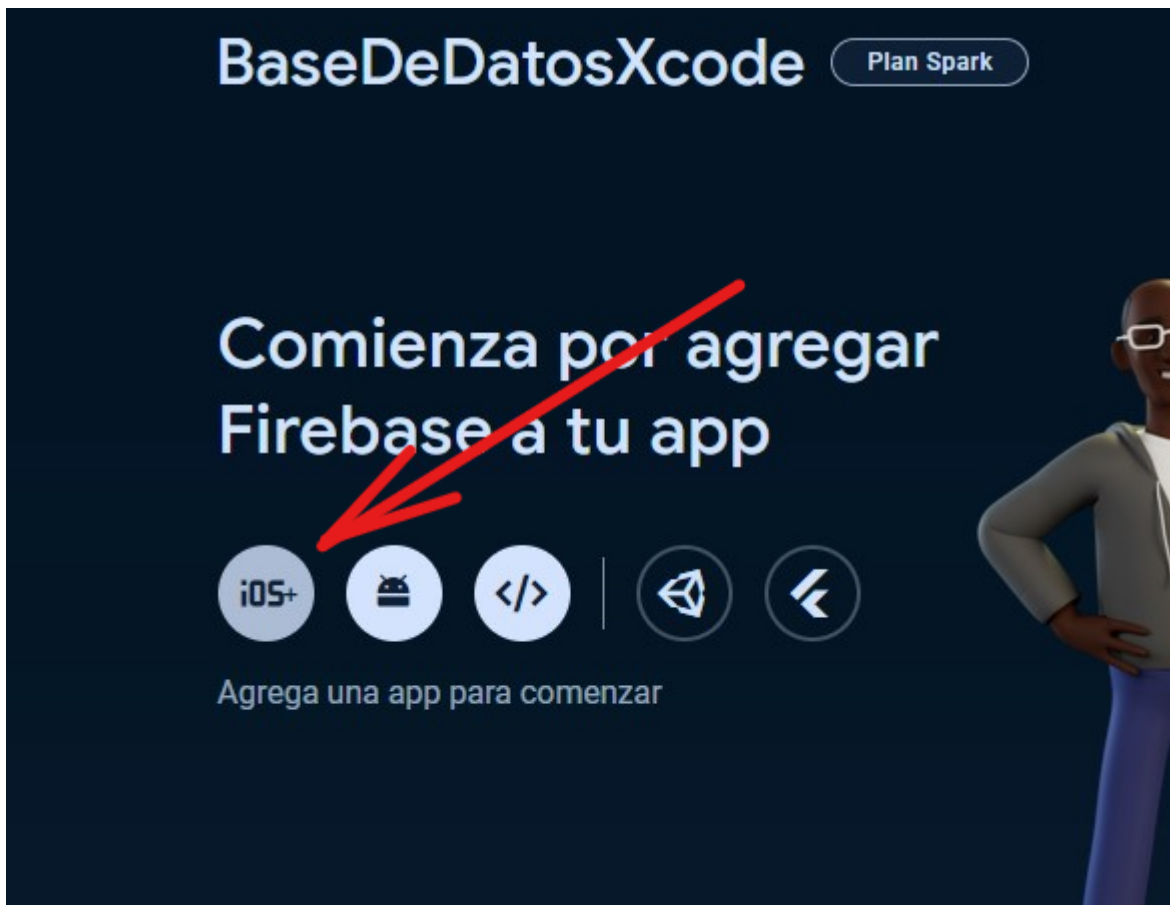 BaseDeDatosXcode Plan Spark
Comienza por agregar
Firebase a tu app
iOS+ </>
Agrega una app para comenzar